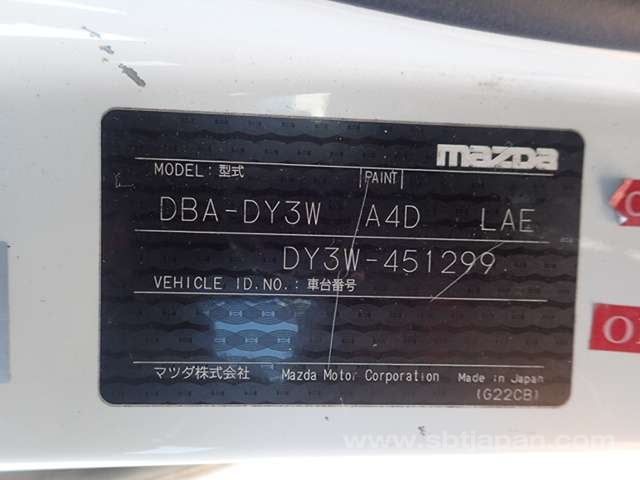 mazda
MODEL: 型式 PAINT
DBA-DY3W A4D LAE
DY3W-451299
VEHICLE ID.NO.: 車台番号
マツダ株式会社 Mazda Motor Corporation Made in Japan
(G22CB)
www.sbtjapan.com